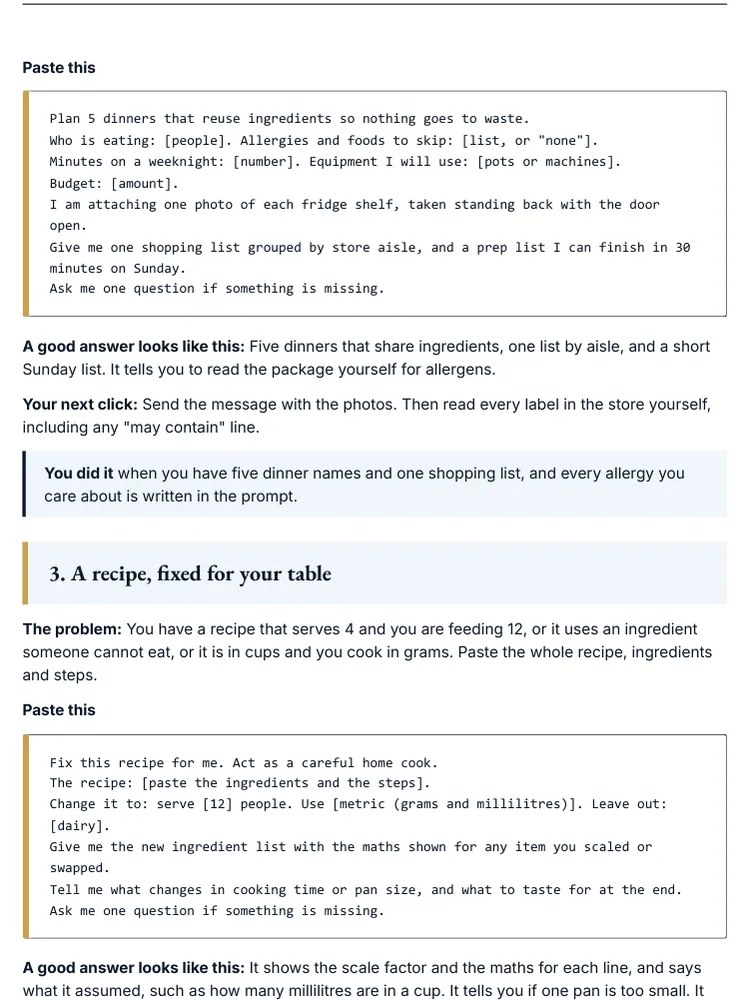 Paste this
Plan 5 dinners that reuse ingredients so nothing goes to waste.
Who is eating: [people]. Allergies and foods to skip: [list, or "none"].
Minutes on a weeknight: [number]. Equipment I will use: [pots or machines].
Budget: [amount].
I am attaching one photo of each fridge shelf, taken standing back with the door
open.
Give me one shopping list grouped by store aisle, and a prep list I can finish in 30
minutes on Sunday.
Ask me one question if something is missing.
A good answer looks like this: Five dinners that share ingredients, one list by aisle, and a short
Sunday list. It tells you to read the package yourself for allergens.
Your next click: Send the message with the photos. Then read every label in the store yourself,
including any "may contain" line.
You did it when you have five dinner names and one shopping list, and every allergy you
care about is written in the prompt.
3. A recipe, fixed for your table
The problem: You have a recipe that serves 4 and you are feeding 12, or it uses an ingredient
someone cannot eat, or it is in cups and you cook in grams. Paste the whole recipe, ingredients
and steps.
Paste this
Fix this recipe for me. Act as a careful home cook.
The recipe: [paste the ingredients and the steps].
Change it to: serve [12] people. Use [metric (grams and millilitres)]. Leave out:
[dairy].
Give me the new ingredient list with the maths shown for any item you scaled or
swapped.
Tell me what changes in cooking time or pan size, and what to taste for at the end.
Ask me one question if something is missing.
A good answer looks like this: It shows the scale factor and the maths for each line, and says
what it assumed, such as how many millilitres are in a cup. It tells you if one pan is too small. It